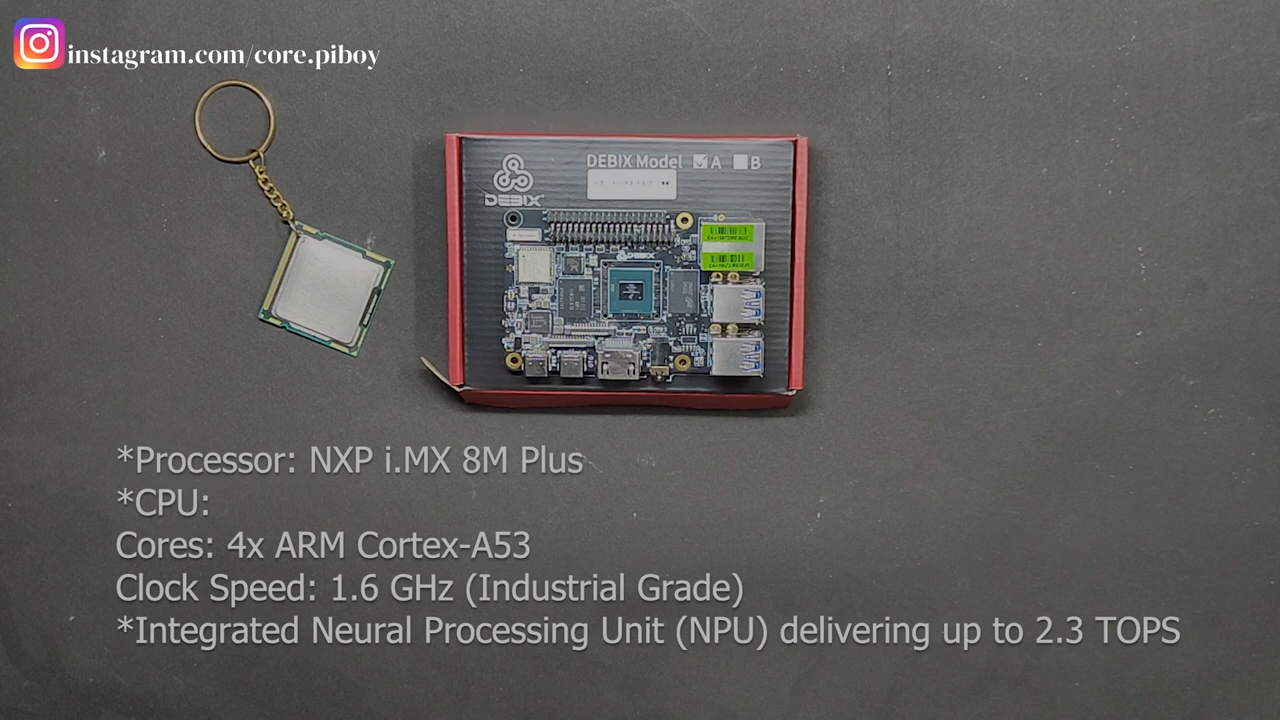 instagram.com/core.piboy
DEBIX Model A B
DEBIX
DEBIX
*Processor: NXP i.MX 8M Plus
*CPU:
Cores: 4x ARM Cortex-A53
Clock Speed: 1.6 GHz (Industrial Grade)
*Integrated Neural Processing Unit (NPU) delivering up to 2.3 TOPS